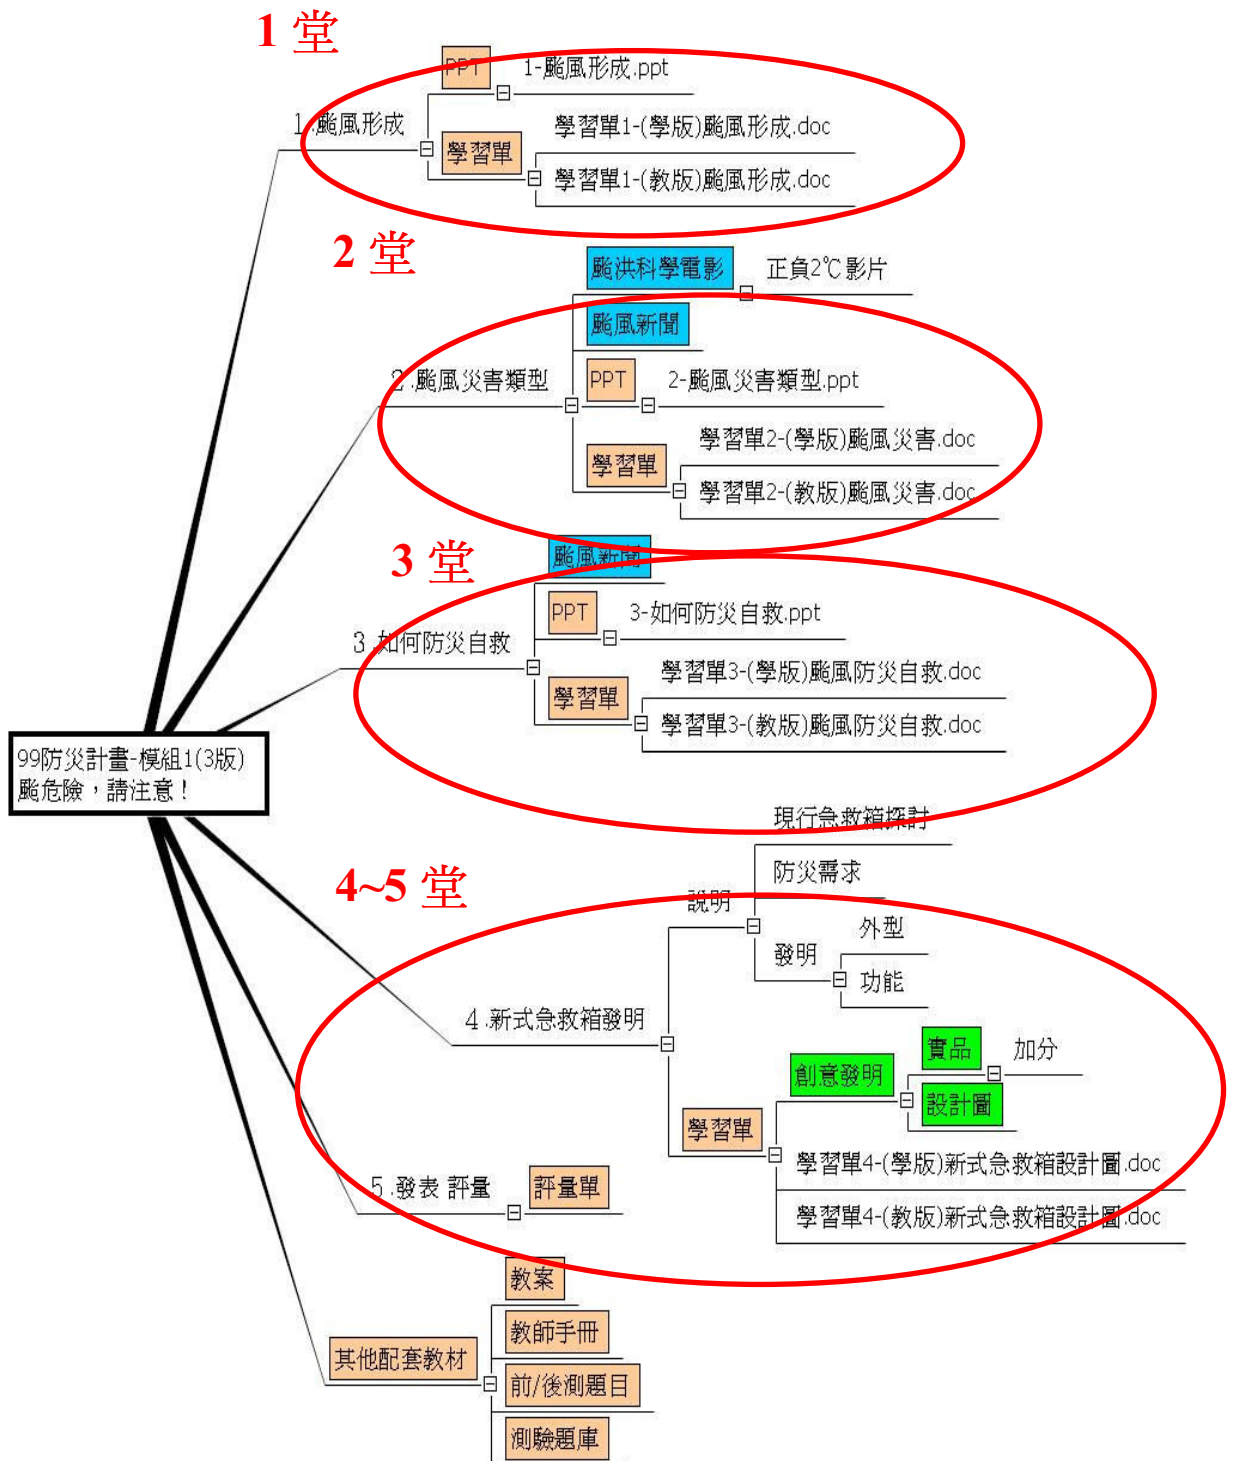 1 堂
PPT
1-颱風形成.ppt
1.颱風形成
學習單
學習單1-(學版)颱風形成.doc
學習單1-(教版)颱風形成.doc
2 堂
颱洪科學電影
正負2℃影片
颱風新聞
2.颱風災害類型
PPT
2-颱風災害類型.ppt
學習單
學習單2-(學版)颱風災害.doc
學習單2-(教版)颱風災害.doc
3 堂
颱風新聞
PPT
3-如何防災自救.ppt
3.如何防災自救
學習單
學習單3-(學版)颱風防災自救.doc
學習單3-(教版)颱風防災自救.doc
99防災計畫-模組1(3版)
颱危險，請注意！
4~5 堂
現行急救箱探討
防災需求
說明
發明
外型
功能
4.新式急救箱發明
實品
加分
創意發明
設計圖
學習單
學習單4-(學版)新式急救箱設計圖.doc
學習單4-(教版)新式急救箱設計圖.doc
5.發表 評量
評量單
教案
教師手冊
其他配套教材
前/後測題目
測驗題庫